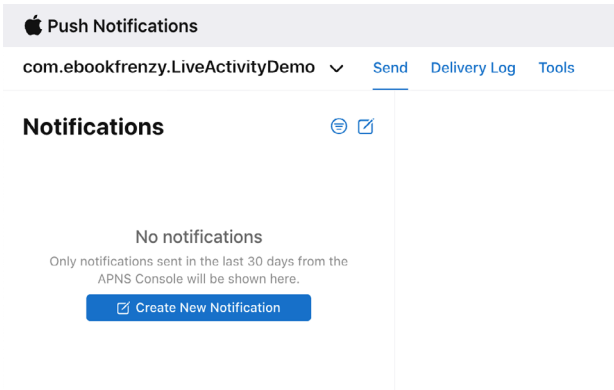 Push Notifications
com.ebookfrenzy.LiveActivityDemo Send Delivery Log Tools
Notifications
No notifications
Only notifications sent in the last 30 days from the
APNS Console will be shown here.
Create New Notification